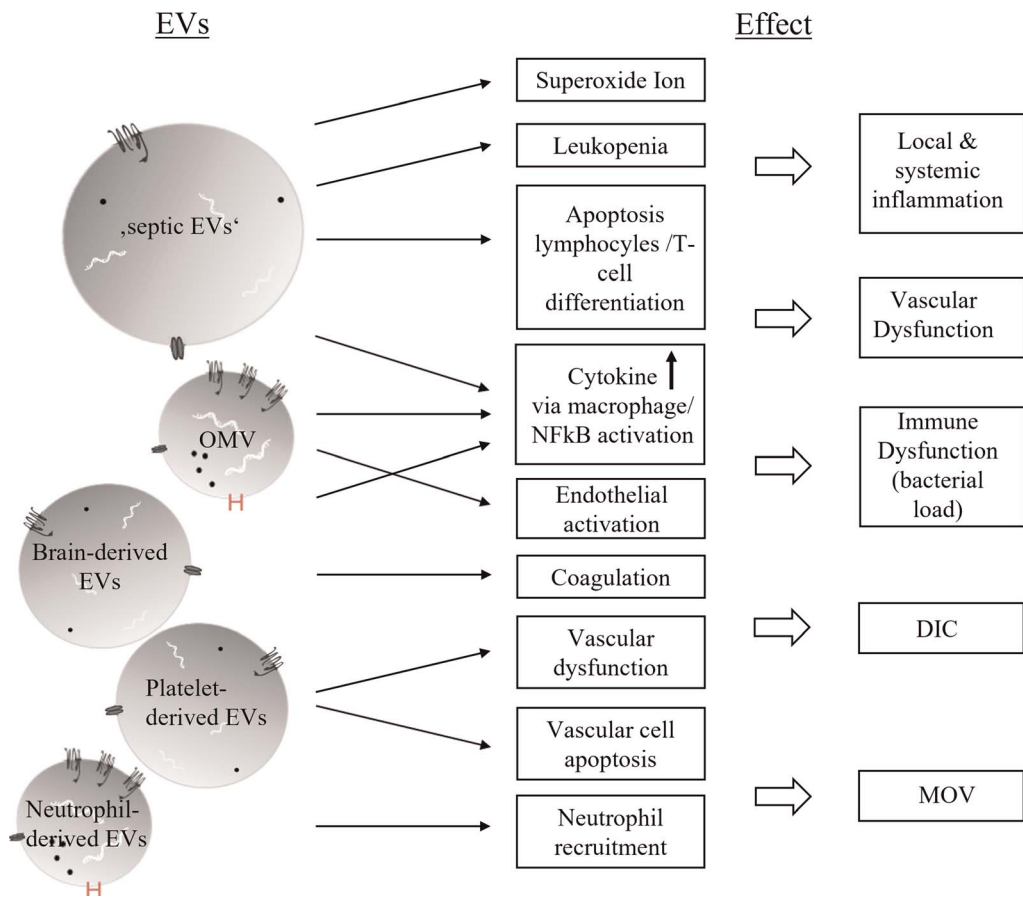 EVs
Effect
‚septic EVs‘
OMV
H
Brain-derived
EVs
Platelet-
derived EVs
Neutrophil-
derived EVs
H
Superoxide Ion
Leukopenia
Apoptosis
lymphocyles /T-
cell
differentiation
Cytokine
via macrophage/
NFkB activation
Endothelial
activation
Coagulation
Vascular
dysfunction
Vascular cell
apoptosis
Neutrophil
recruitment
Local &
systemic
inflammation
Vascular
Dysfunction
Immune
Dysfunction
(bacterial
load)
DIC
MOV